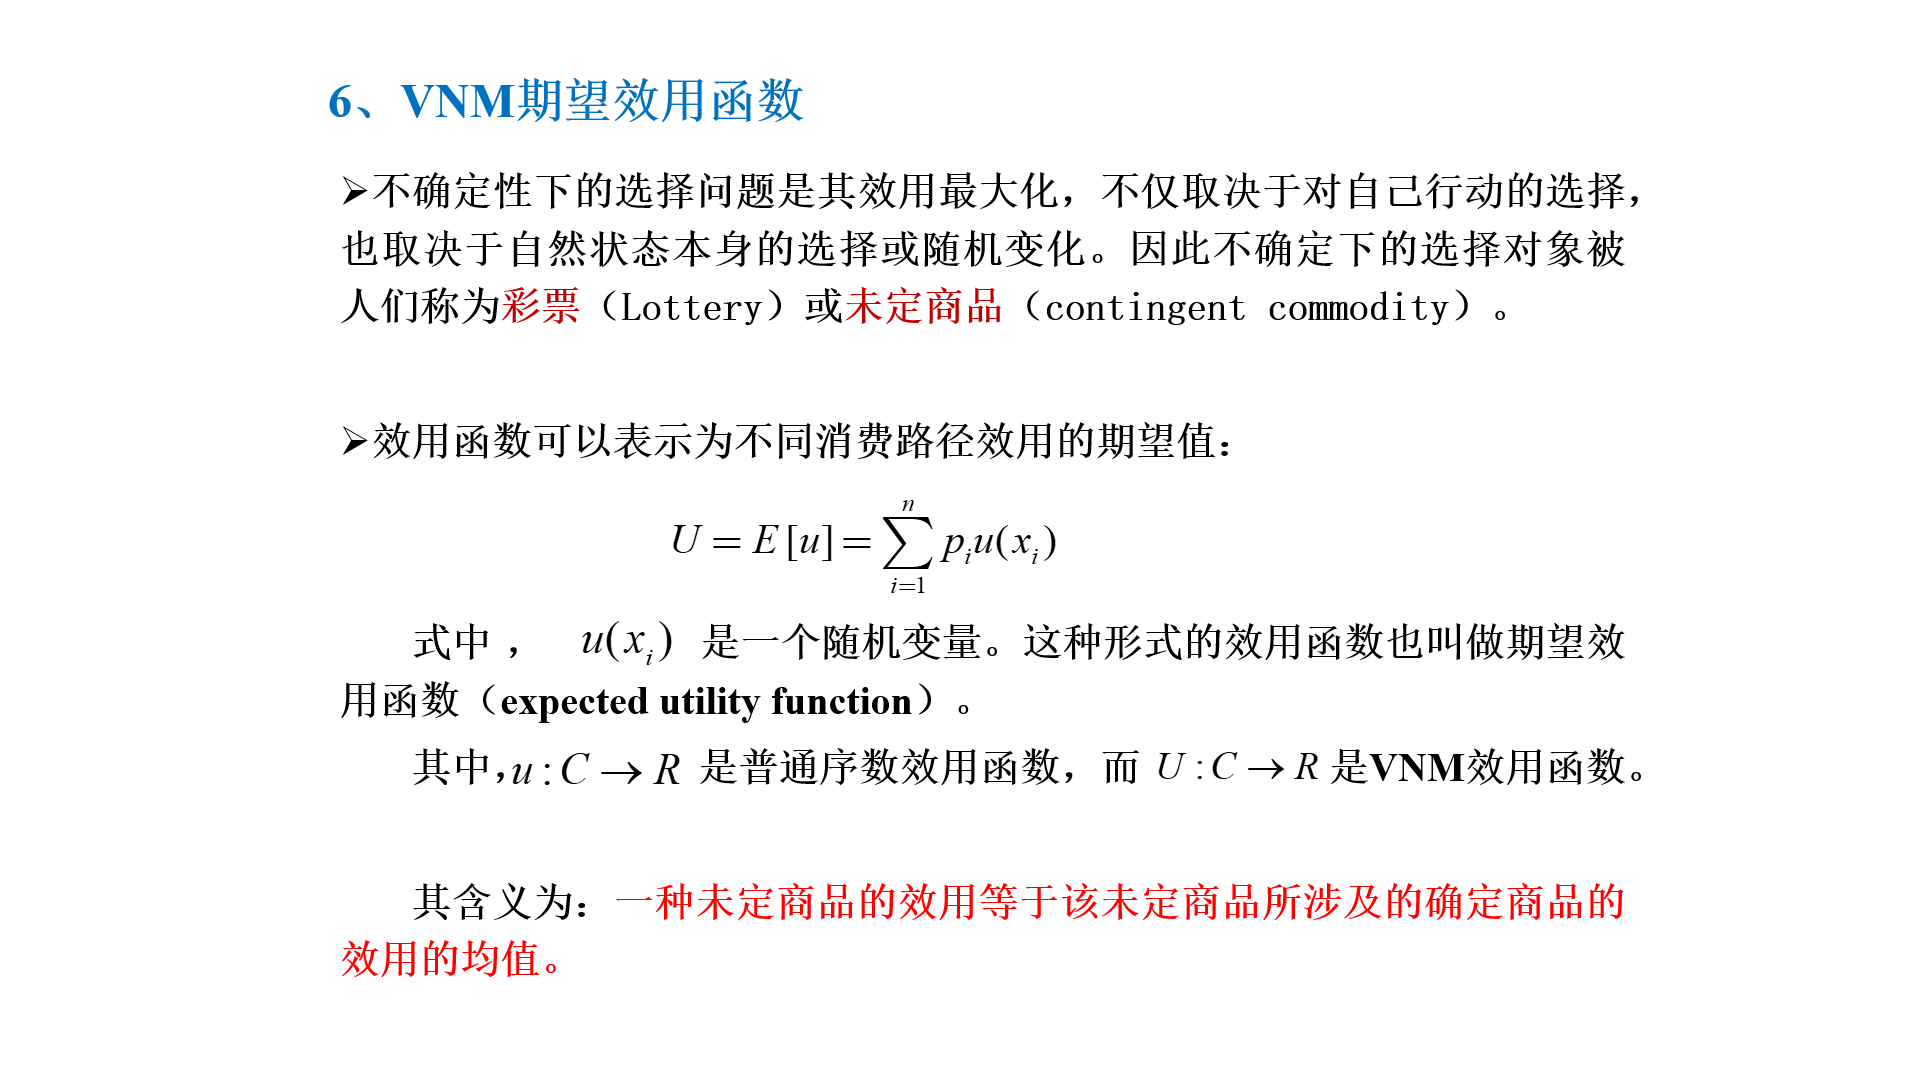 6、VNM期望效用函数
➢不确定性下的选择问题是其效用最大化，不仅取决于对自己行动的选择，
也取决于自然状态本身的选择或随机变化。因此不确定下的选择对象被
人们称为彩票（Lottery）或未定商品（contingent commodity）。
➢效用函数可以表示为不同消费路径效用的期望值：
$U = E[u] = \sum_{i=1}^{n} p_i u(x_i)$
式中， $u(x_i)$ 是一个随机变量。这种形式的效用函数也叫做期望效
用函数（expected utility function）。
其中，$u: C \to R$ 是普通序数效用函数，而 $U: C \to R$ 是VNM效用函数。
其含义为：一种未定商品的效用等于该未定商品所涉及的确定商品的
效用的均值。